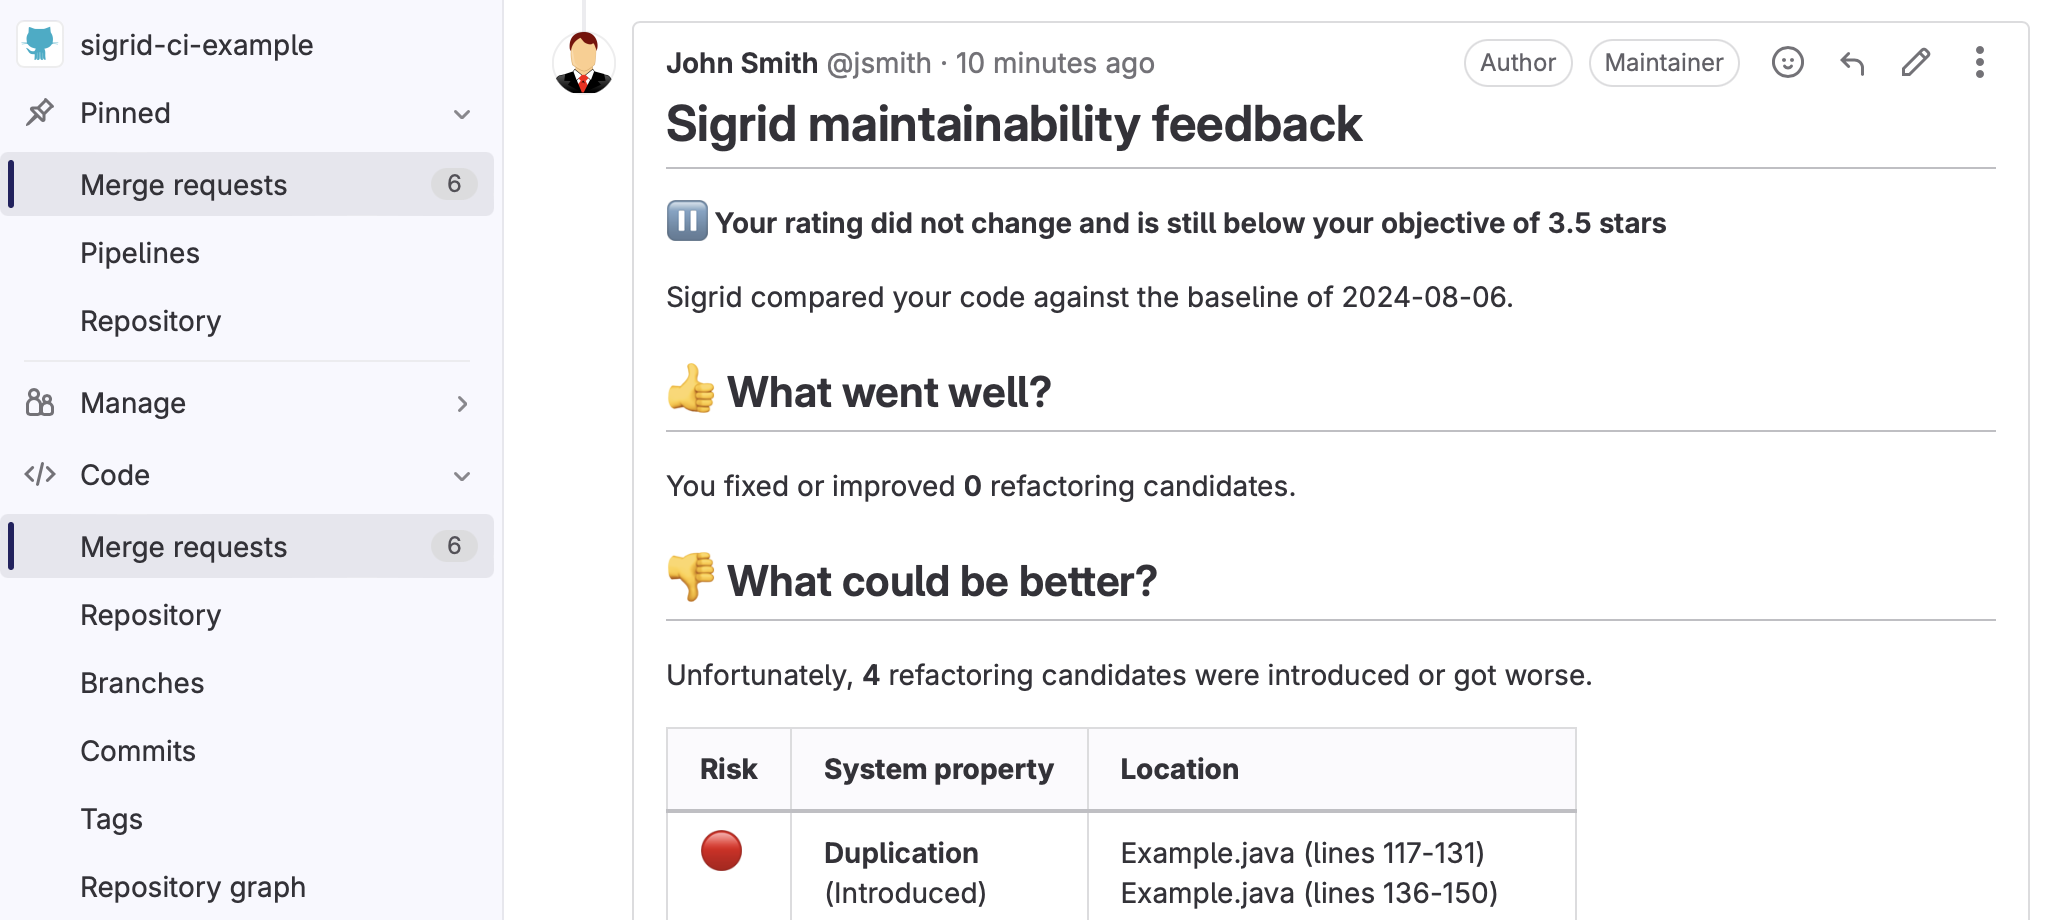 sigrid-ci-example
Pinned
Merge requests 6
Pipelines
Repository
Manage
Code
Merge requests 6
Repository
Branches
Commits
Tags
Repository graph
John Smith @jsmith · 10 minutes ago
Author
Maintainer
Sigrid maintainability feedback
Your rating did not change and is still below your objective of 3.5 stars
Sigrid compared your code against the baseline of 2024-08-06.
What went well?
You fixed or improved 0 refactoring candidates.
What could be better?
Unfortunately, 4 refactoring candidates were introduced or got worse.
Risk System property Location
Duplication Example.java (lines 117-131)
(Introduced) Example.java (lines 136-150)